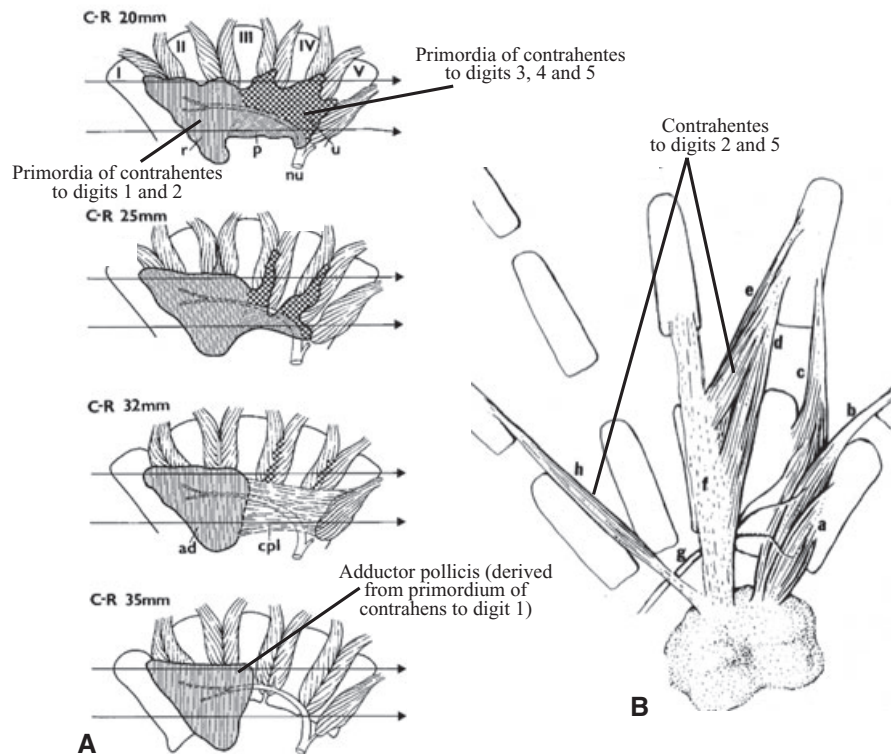 C-R 20mm
I II III IV V
r p nu u
Primordia of contrahentes
to digits 3, 4 and 5
Primordia of contrahentes
to digits 1 and 2
C-R 25mm
C-R 32mm
ad cpl
C-R 35mm
Adductor pollicis (derived
from primordium of
contrahens to digit 1)
A
Contrahentes
to digits 2 and 5
e
d
c
b
h
f
a
g
B